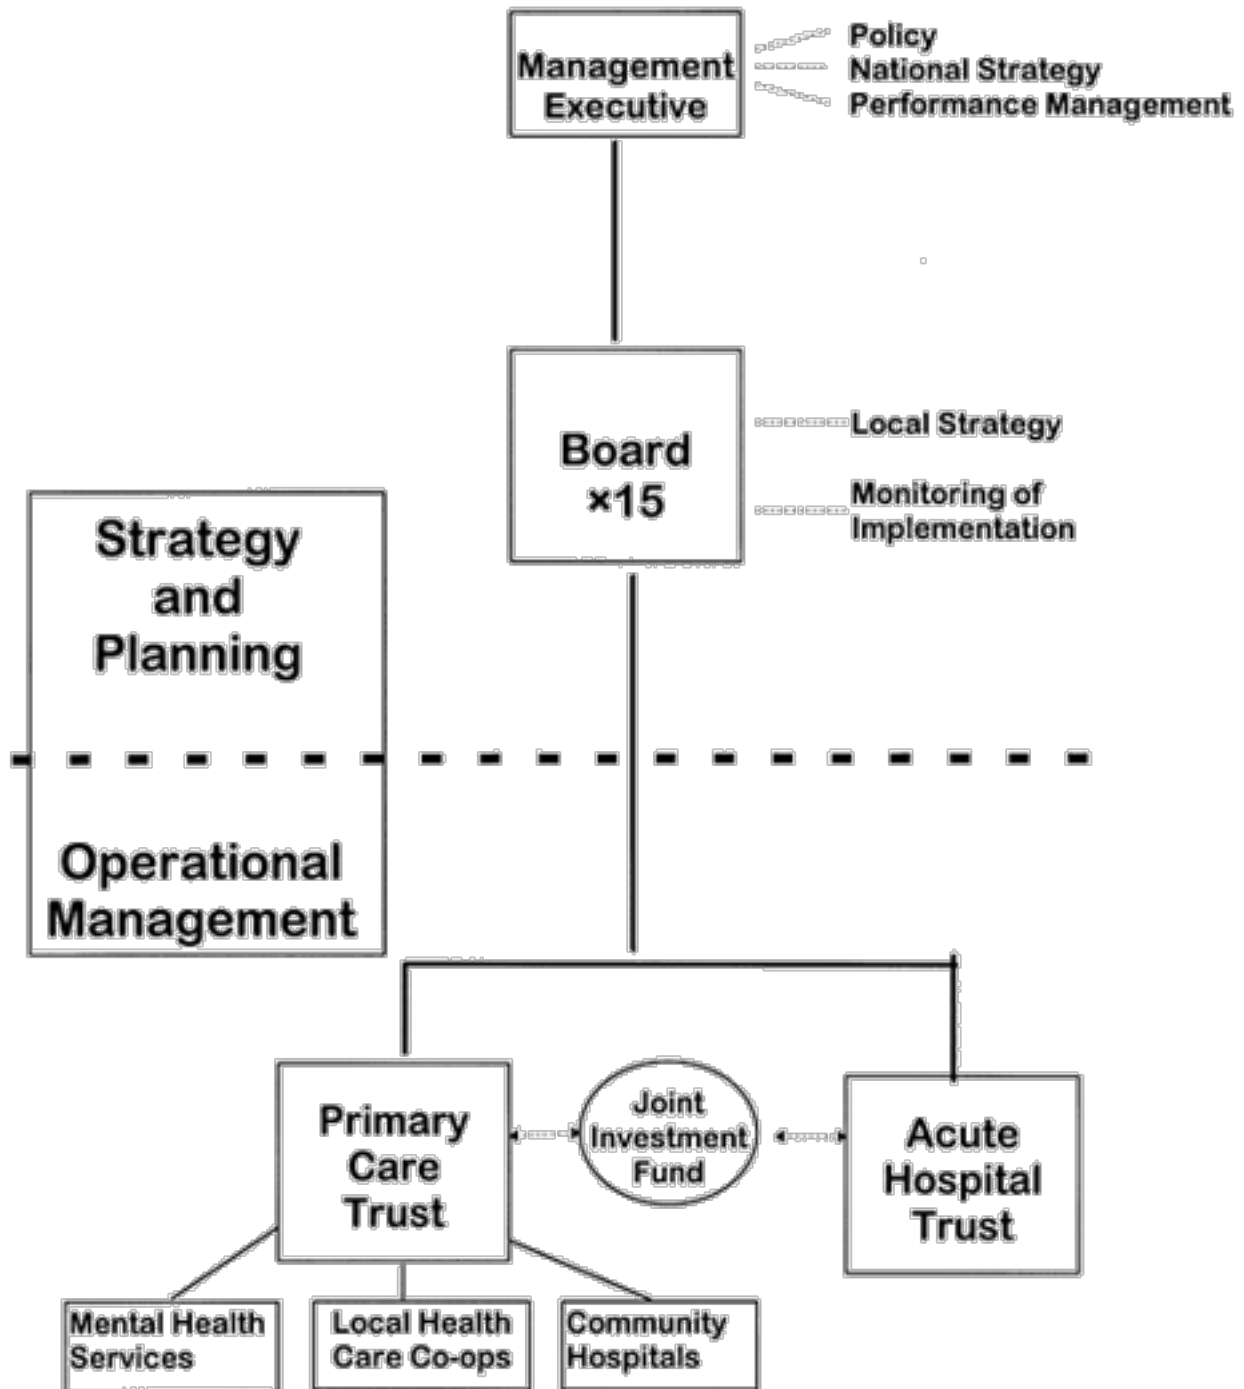 Management
Executive
Policy
National Strategy
Performance Management
Board
×15
Local Strategy
Monitoring of
Implementation
Strategy
and
Planning
Operational
Management
Primary
Care
Trust
Joint
Investment
Fund
Acute
Hospital
Trust
Mental Health
Services
Local Health
Care Co-ops
Community
Hospitals